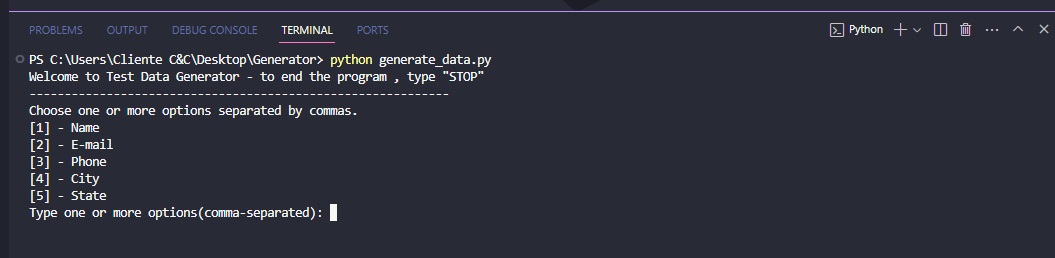 PROBLEMS OUTPUT DEBUG CONSOLE TERMINAL PORTS Python
PS C:\Users\Cliente C&C\Desktop\Generator> python generate_data.py
Welcome to Test Data Generator - to end the program , type "STOP"
------------------------------------------------------------
Choose one or more options separated by commas.
[1] - Name
[2] - E-mail
[3] - Phone
[4] - City
[5] - State
Type one or more options(comma-separated):